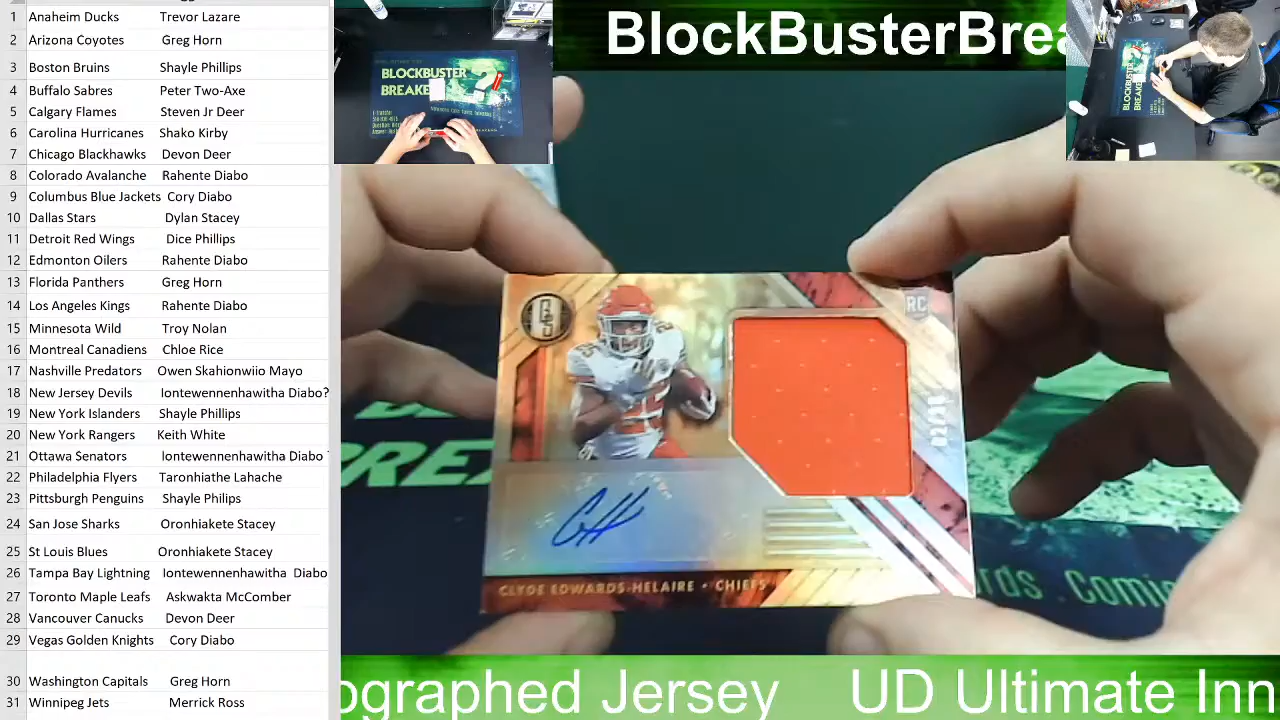 1 Anaheim Ducks Trevor Lazare
2 Arizona Coyotes Greg Horn
3 Boston Bruins Shayle Phillips
4 Buffalo Sabres Peter Two-Axe
5 Calgary Flames Steven Jr Deer
6 Carolina Hurricanes Shako Kirby
7 Chicago Blackhawks Devon Deer
8 Colorado Avalanche Rahente Diabo
9 Columbus Blue Jackets Cory Diabo
10 Dallas Stars Dylan Stacey
11 Detroit Red Wings Dice Phillips
12 Edmonton Oilers Rahente Diabo
13 Florida Panthers Greg Horn
14 Los Angeles Kings Rahente Diabo
15 Minnesota Wild Troy Nolan
16 Montreal Canadiens Chloe Rice
17 Nashville Predators Owen Skahionwiio Mayo
18 New Jersey Devils Iontewennenhawitha Diabo?
19 New York Islanders Shayle Phillips
20 New York Rangers Keith White
21 Ottawa Senators Iontewennenhawitha Diabo
22 Philadelphia Flyers Taronhiathe Lahache
23 Pittsburgh Penguins Shayle Philips
24 San Jose Sharks Oronhiakete Stacey
25 St Louis Blues Oronhiakete Stacey
26 Tampa Bay Lightning Iontewennenhawitha Diabo
27 Toronto Maple Leafs Askwakta McComber
28 Vancouver Canucks Devon Deer
29 Vegas Golden Knights Cory Diabo
30 Washington Capitals Greg Horn
31 Winnipeg Jets Merrick Ross
BLOCKBUSTER
BREAKE
BlockBusterBrea
BLOCKBUSTER
BREAKE
GS
RC
25
CLYDE EDWARDS-HELAIRE • CHIEFS
BREA
rds . Comi
ographed Jersey UD Ultimate Inn